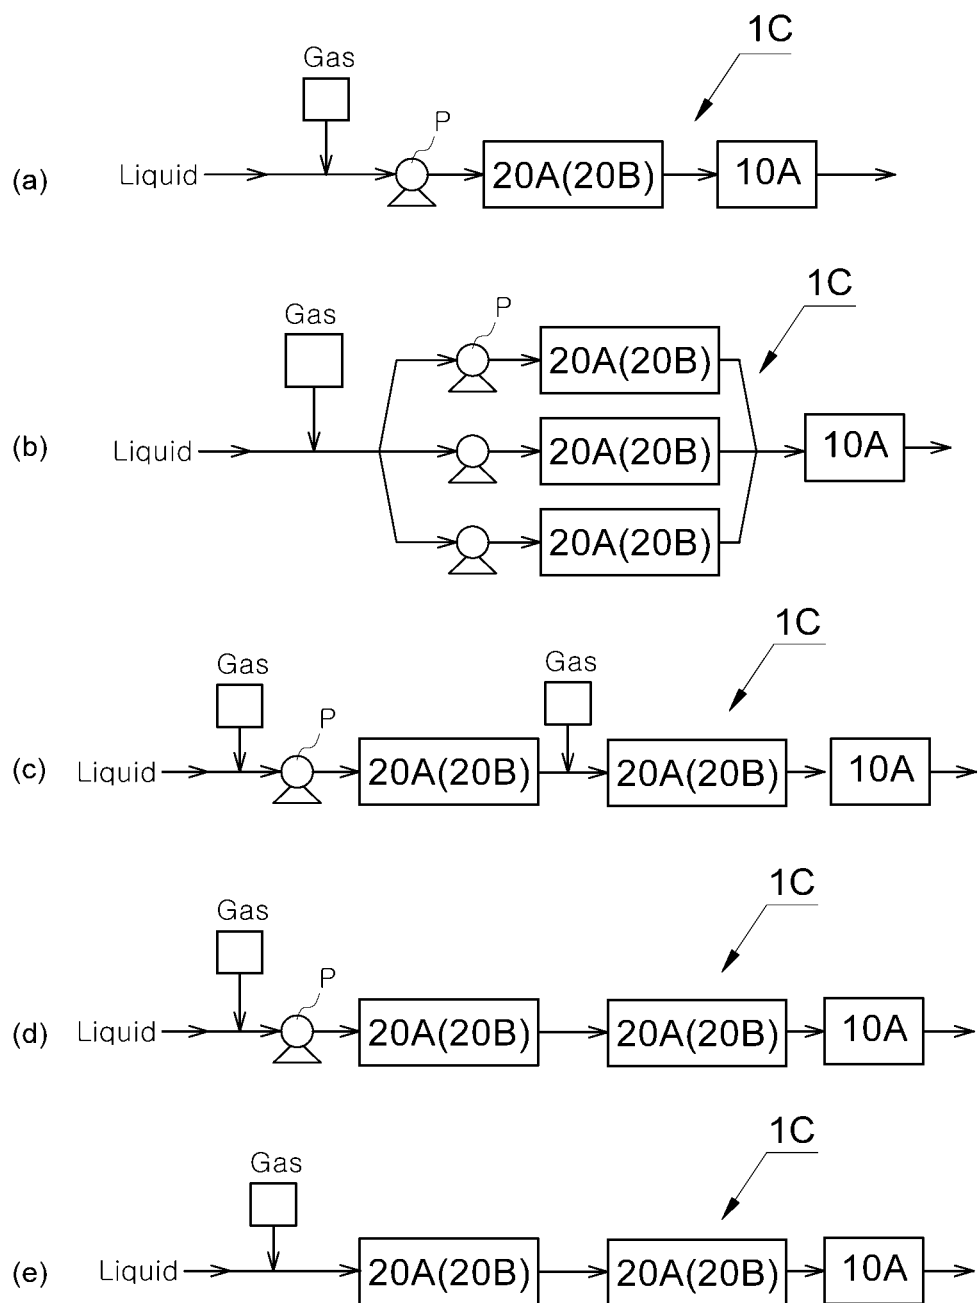 1C
Gas
P
(a) Liquid 20A(20B) 10A
1C
Gas P
20A(20B)
(b) Liquid 20A(20B) 10A
20A(20B)
1C
Gas Gas
P
(c) Liquid 20A(20B) 20A(20B) 10A
1C
Gas
P
(d) Liquid 20A(20B) 20A(20B) 10A
1C
Gas
(e) Liquid 20A(20B) 20A(20B) 10A